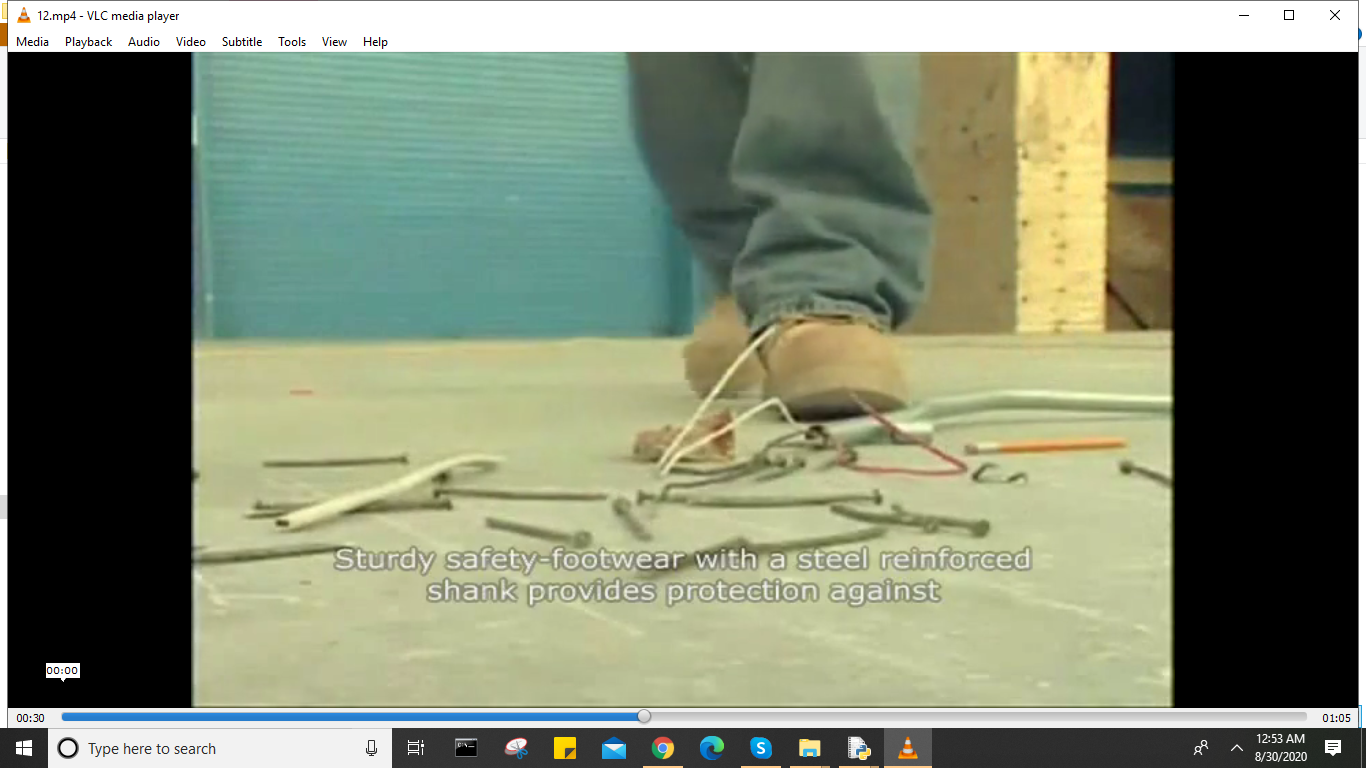 12.mp4 - VLC media player
Media Playback Audio Video Subtitle Tools View Help
Sturdy safety-footwear with a steel reinforced
shank provides protection against
00:00
00:30
01:05
Type here to search
12:53 AM
8/30/2020